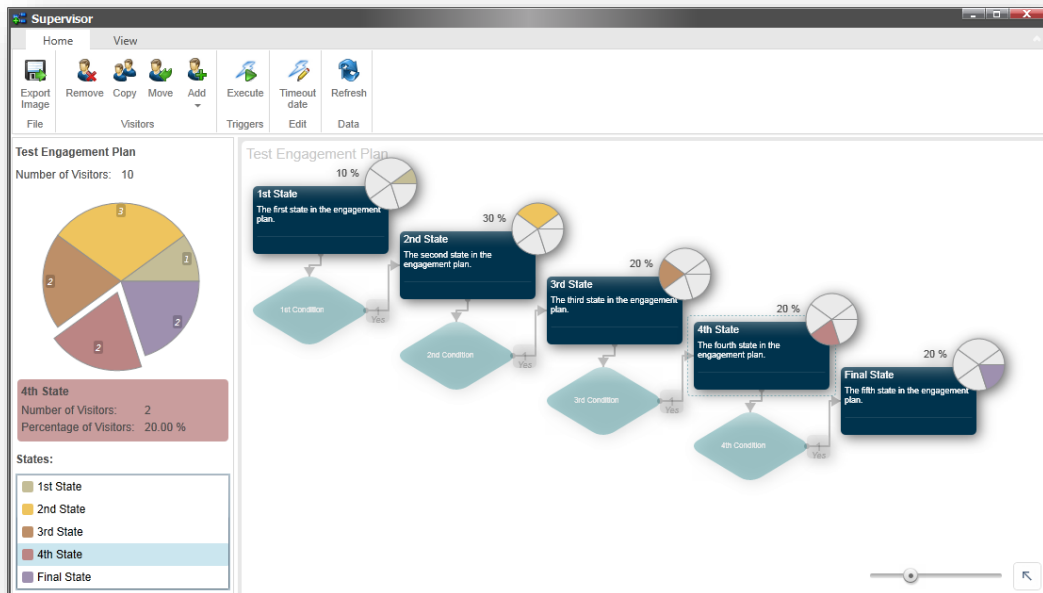 Supervisor
Home View
Export Image
Remove
Copy
Move
Add
Execute
Timeout date
Refresh
File
Visitors
Triggers
Edit
Data
Test Engagement Plan
Number of Visitors: 10
3
1
2
2
2
4th State
Number of Visitors: 2
Percentage of Visitors: 20.00 %
States:
1st State
2nd State
3rd State
4th State
Final State
Test Engagement Plan
10 %
1st State
The first state in the engagement
plan.
1st Condition
1
Yes
30 %
2nd State
The second state in the
engagement plan.
2nd Condition
1
Yes
20 %
3rd State
The third state in the engagement
plan.
3rd Condition
1
Yes
20 %
4th State
The fourth state in the
engagement plan.
4th Condition
1
Yes
20 %
Final State
The fifth state in the engagement
plan.